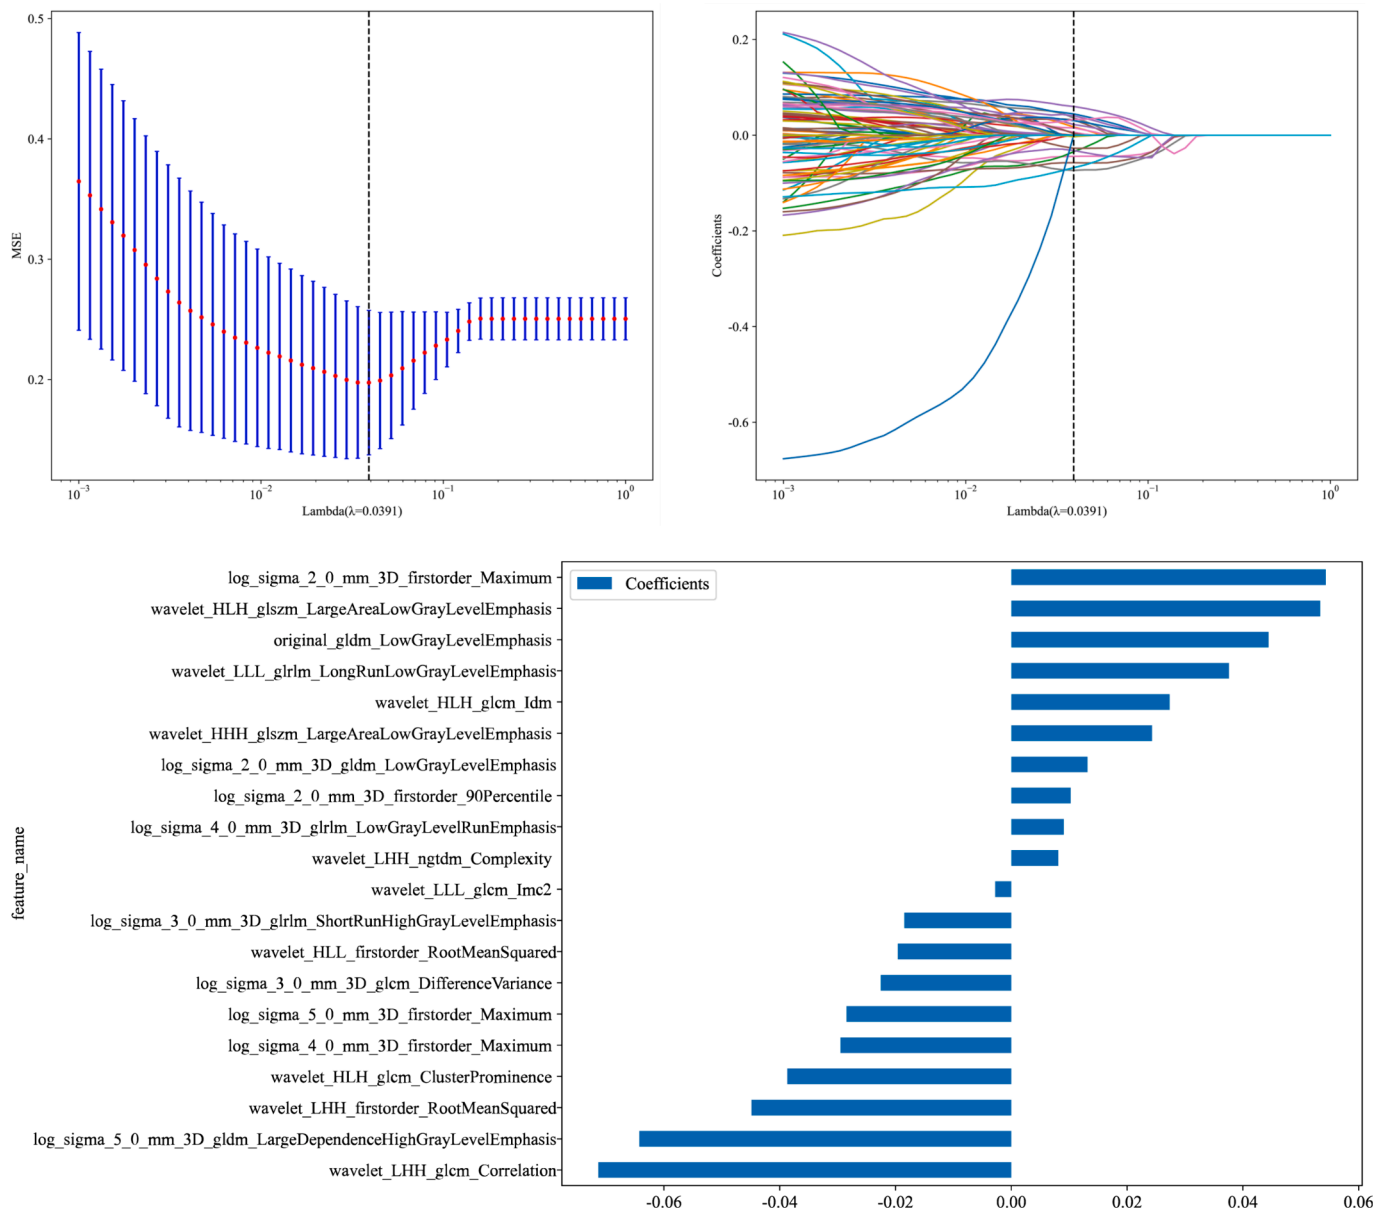 0.5
0.4
0.3
0.2
MSE
10⁻³
10⁻²
10⁻¹
10⁰
Lambda(λ=0.0391)
0.2
0.0
-0.2
-0.4
-0.6
Coefficients
10⁻³
10⁻²
10⁻¹
10⁰
Lambda(λ=0.0391)
Coefficients
feature_name
log_sigma_2_0_mm_3D_firstorder_Maximum
wavelet_HLH_glszm_LargeAreaLowGrayLevelEmphasis
original_gldm_LowGrayLevelEmphasis
wavelet_LLL_glrlm_LongRunLowGrayLevelEmphasis
wavelet_HLH_glcm_Idm
wavelet_HHH_glszm_LargeAreaLowGrayLevelEmphasis
log_sigma_2_0_mm_3D_gldm_LowGrayLevelEmphasis
log_sigma_2_0_mm_3D_firstorder_90Percentile
log_sigma_4_0_mm_3D_glrlm_LowGrayLevelRunEmphasis
wavelet_LHH_ngtdm_Complexity
wavelet_LLL_glcm_Imc2
log_sigma_3_0_mm_3D_glrlm_ShortRunHighGrayLevelEmphasis
wavelet_HLL_firstorder_RootMeanSquared
log_sigma_3_0_mm_3D_glcm_DifferenceVariance
log_sigma_5_0_mm_3D_firstorder_Maximum
log_sigma_4_0_mm_3D_firstorder_Maximum
wavelet_HLH_glcm_ClusterProminence
wavelet_LHH_firstorder_RootMeanSquared
log_sigma_5_0_mm_3D_gldm_LargeDependenceHighGrayLevelEmphasis
wavelet_LHH_glcm_Correlation
-0.06
-0.04
-0.02
0.00
0.02
0.04
0.06